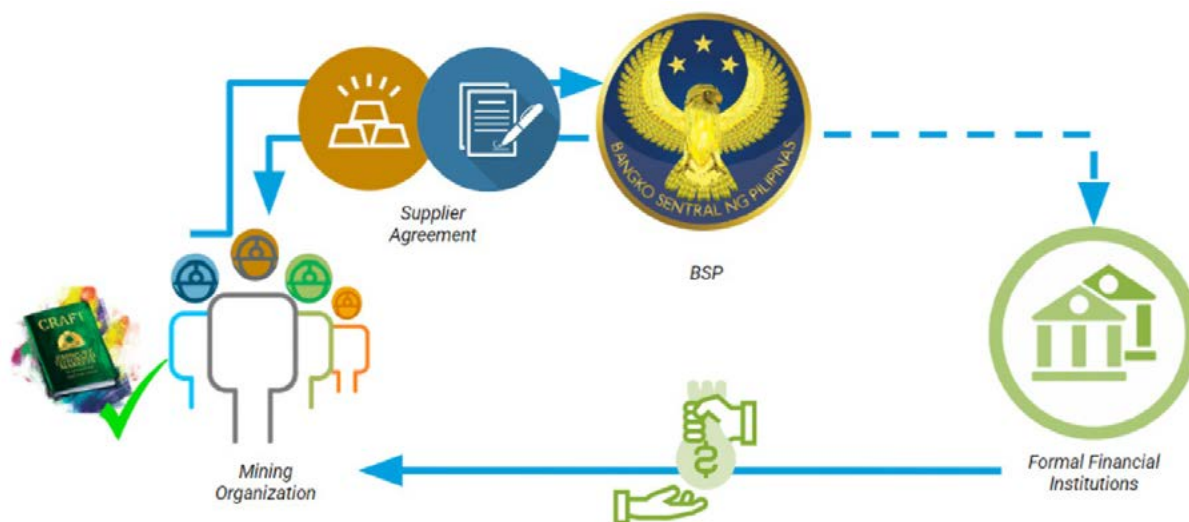 Supplier
Agreement
BANGKO SENTRAL NG PILIPINAS
BSP
CRAFT
Mining
Organization
$
Formal Financial
Institutions